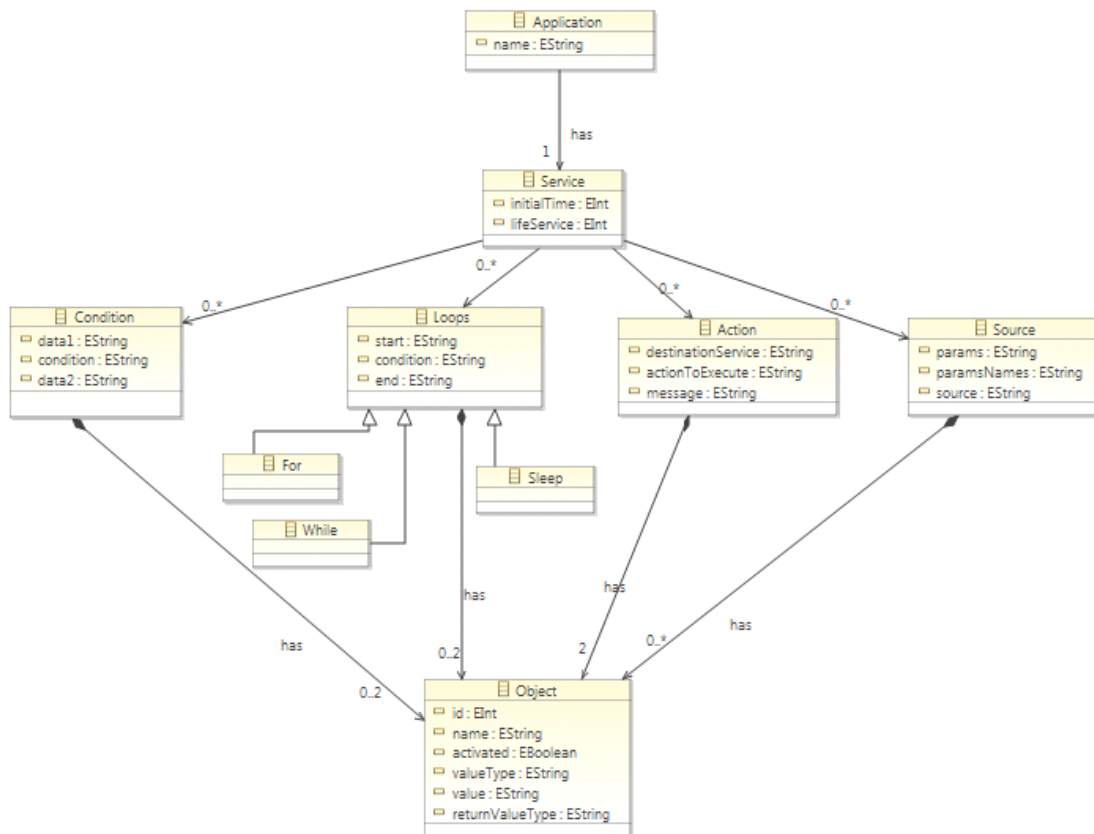 Application
name : EString
has
1
Service
initialTime : EInt
lifeService : EInt
0..*
0..*
0..*
0..*
Condition
data1 : EString
condition : EString
data2 : EString
Loops
start : EString
condition : EString
end : EString
Action
destinationService : EString
actionToExecute : EString
message : EString
Source
params : EString
paramsNames : EString
source : EString
For
Sleep
While
has
has
has
has
0..2
0..2
2
0..*
Object
id : EInt
name : EString
activated : EBoolean
valueType : EString
value : EString
returnValueType : EString